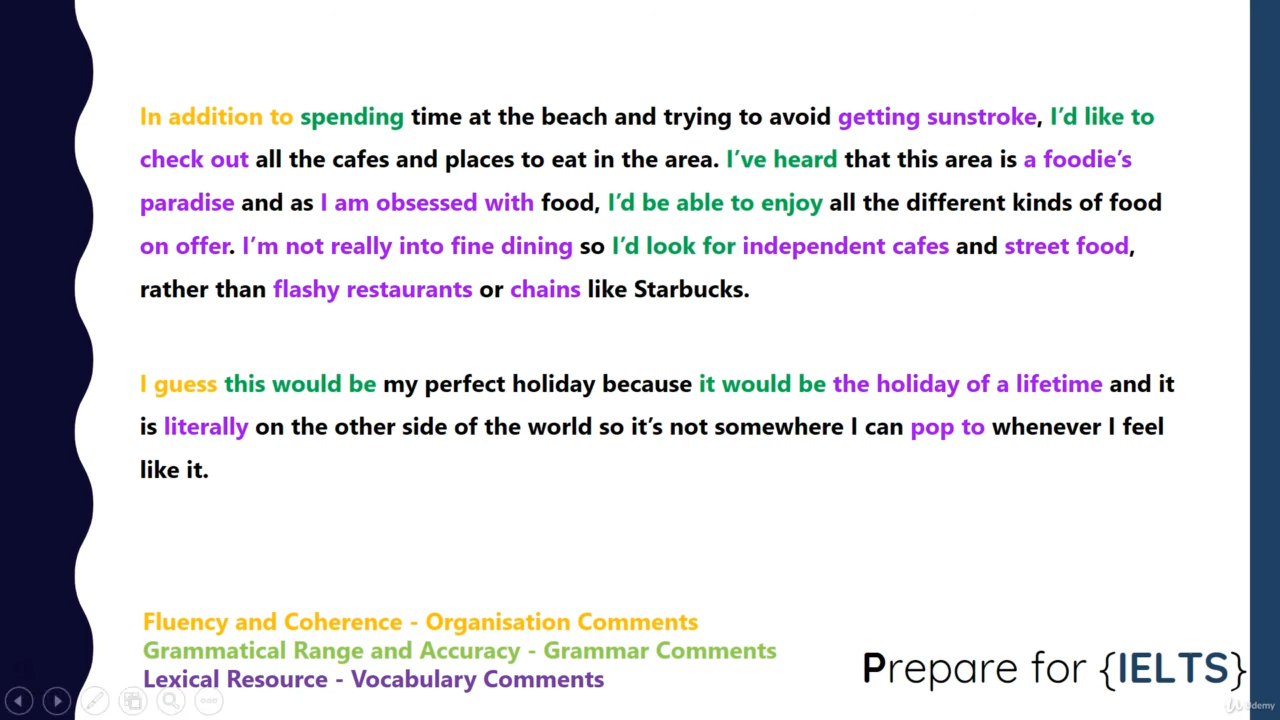 In addition to spending time at the beach and trying to avoid getting sunstroke, I’d like to
check out all the cafes and places to eat in the area. I’ve heard that this area is a foodie’s
paradise and as I am obsessed with food, I’d be able to enjoy all the different kinds of food
on offer. I’m not really into fine dining so I’d look for independent cafes and street food,
rather than flashy restaurants or chains like Starbucks.
I guess this would be my perfect holiday because it would be the holiday of a lifetime and it
is literally on the other side of the world so it’s not somewhere I can pop to whenever I feel
like it.
Fluency and Coherence - Organisation Comments
Grammatical Range and Accuracy - Grammar Comments
Lexical Resource - Vocabulary Comments
Prepare for {IELTS}
Udemy